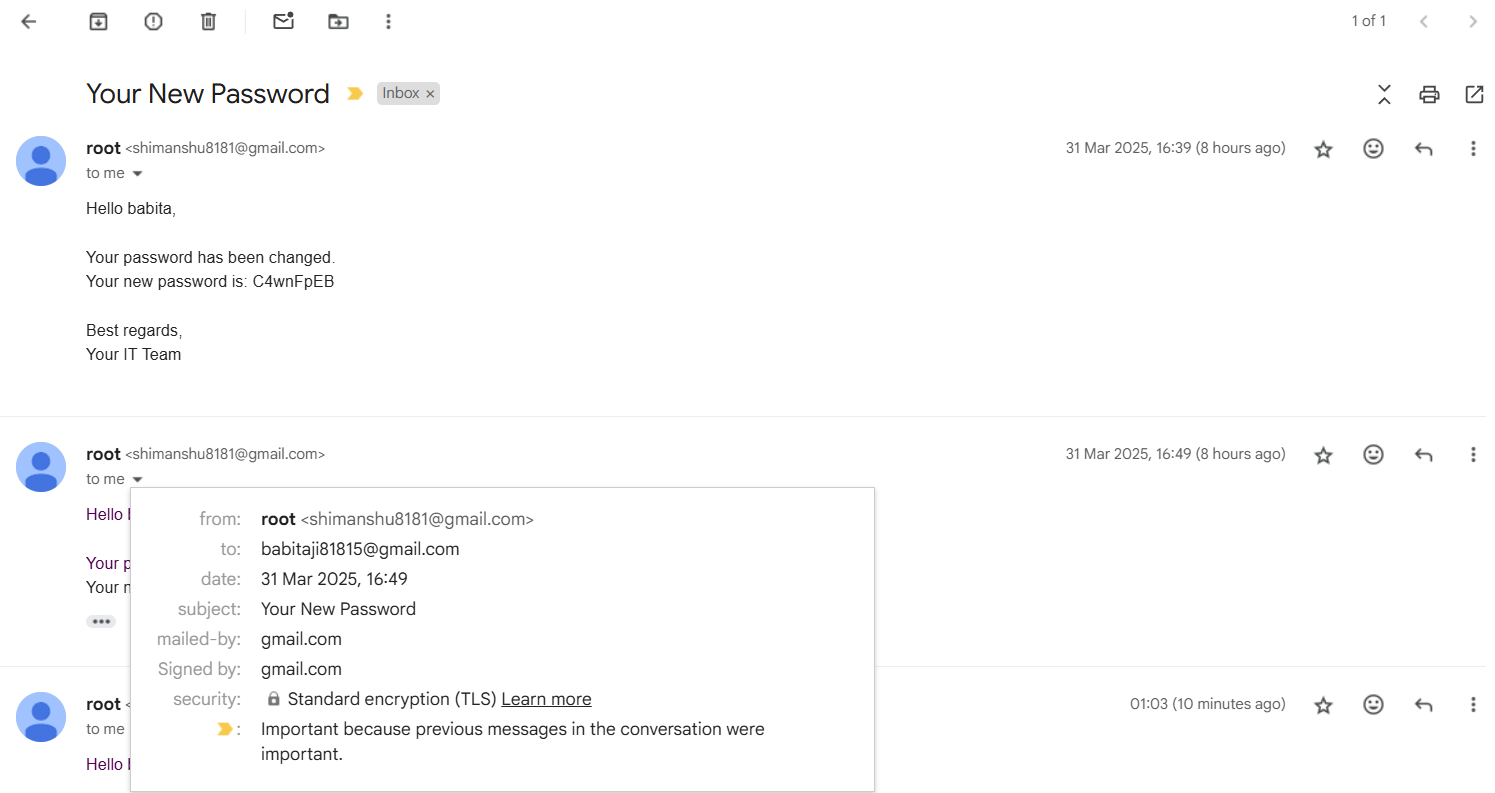 1 of 1
Your New Password
Inbox ×
root <shimanshu8181@gmail.com>
31 Mar 2025, 16:39 (8 hours ago)
to me
Hello babita,
Your password has been changed.
Your new password is: C4wnFpEB
Best regards,
Your IT Team
root <shimanshu8181@gmail.com>
31 Mar 2025, 16:49 (8 hours ago)
to me
Hello
Your
Your
from: root <shimanshu8181@gmail.com>
to: babitaji81815@gmail.com
date: 31 Mar 2025, 16:49
subject: Your New Password
mailed-by: gmail.com
Signed by: gmail.com
security: Standard encryption (TLS) Learn more
: Important because previous messages in the conversation were
important.
root
01:03 (10 minutes ago)
to me
Hello